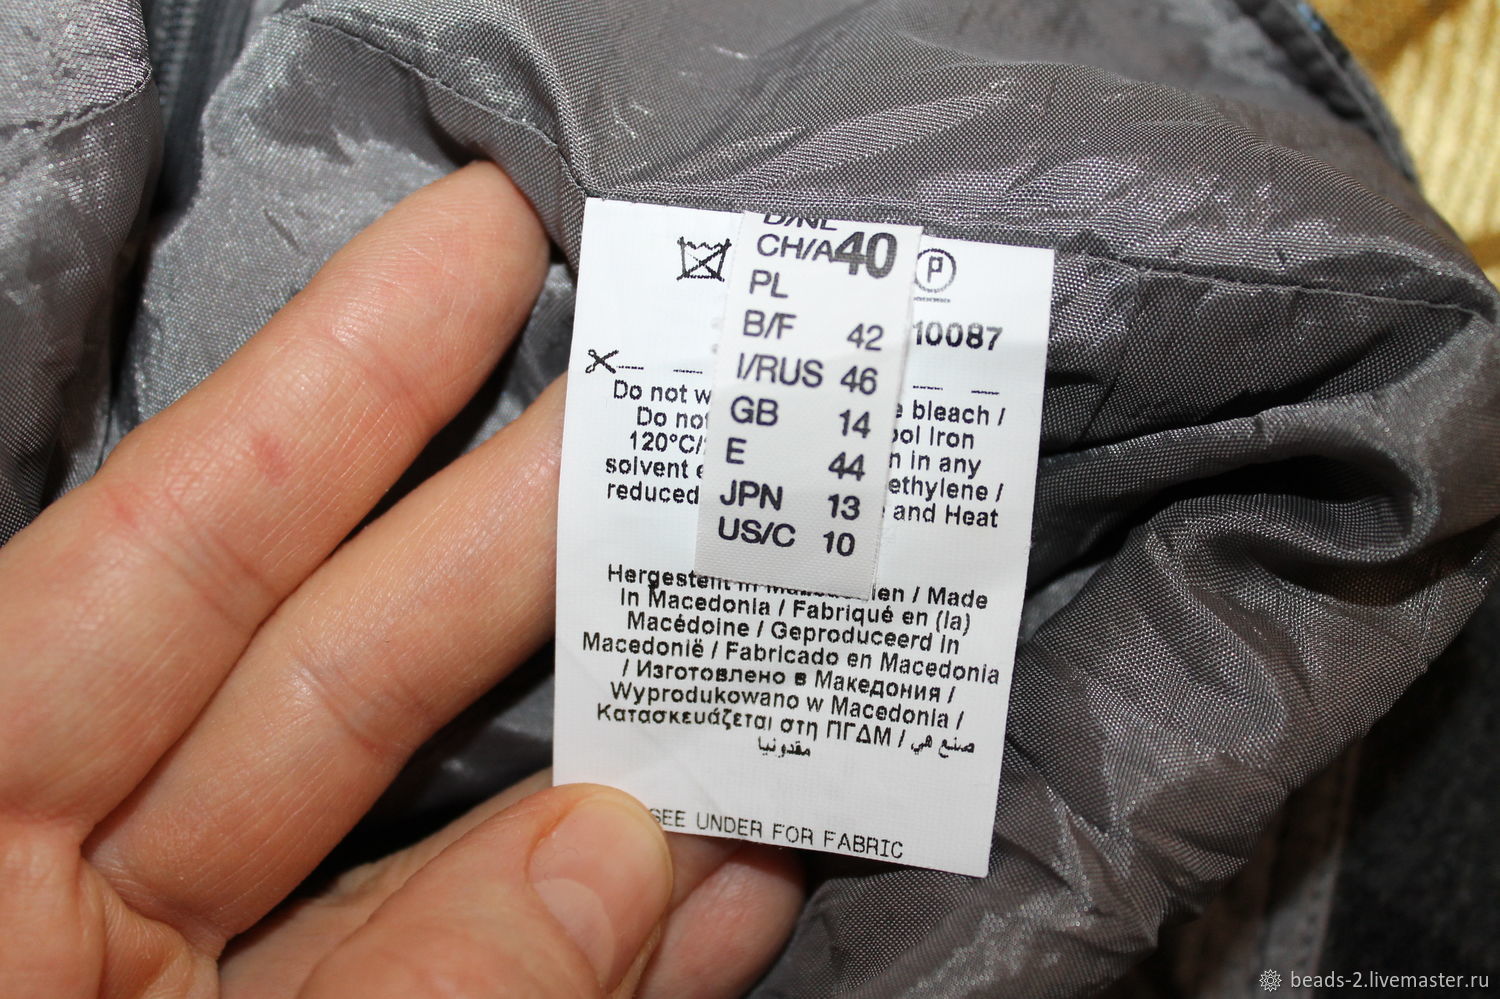 D/NL
CH/A 40
PL
B/F 42
I/RUS 46
GB 14
E 44
JPN 13
US/C 10
P
10087
Do not bleach /
Do not Iron
120°C/ in any
solvent ethylene /
reduced and Heat
Hergestellt in / Made
in Macedonia / Fabriqué en (la)
Macédoine / Geproduceerd in
Macedonië / Fabricado en Macedonia
/ Изготовлено в Македония /
Wyprodukowano w Macedonia /
Κατασκευάζεται στη ΠΓΔΜ / صنع في
مقدونيا
SEE UNDER FOR FABRIC
beads-2.livemaster.ru